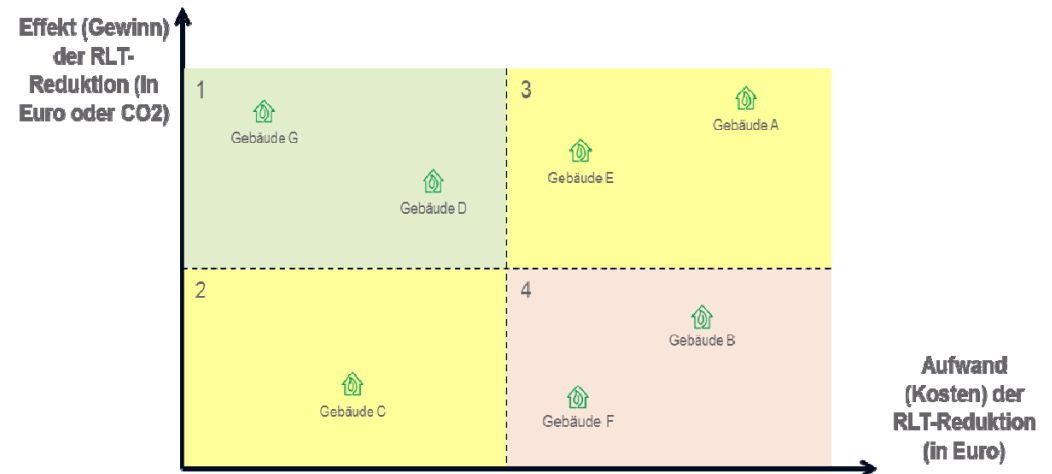 Effekt (Gewinn)
der RLT-
Reduktion (in
Euro oder CO2)
1
Gebäude G
Gebäude D
3
Gebäude A
Gebäude E
2
Gebäude C
4
Gebäude B
Gebäude F
Aufwand
(Kosten) der
RLT-Reduktion
(in Euro)